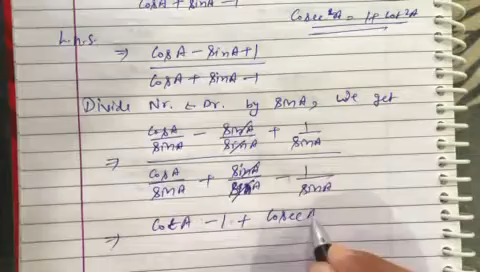 CosA + SinA - 1
Cosec²A = 1+ Cot²A
L.h.s.
⇒ CosA - SinA + 1
CosA + SinA - 1
Divide Nr. & Dr. by SinA, We get
⇒ CosA/SinA - SinA/SinA + 1/SinA
CosA/SinA + SinA/SinA - 1/SinA
⇒ CotA - 1 + Cosec A